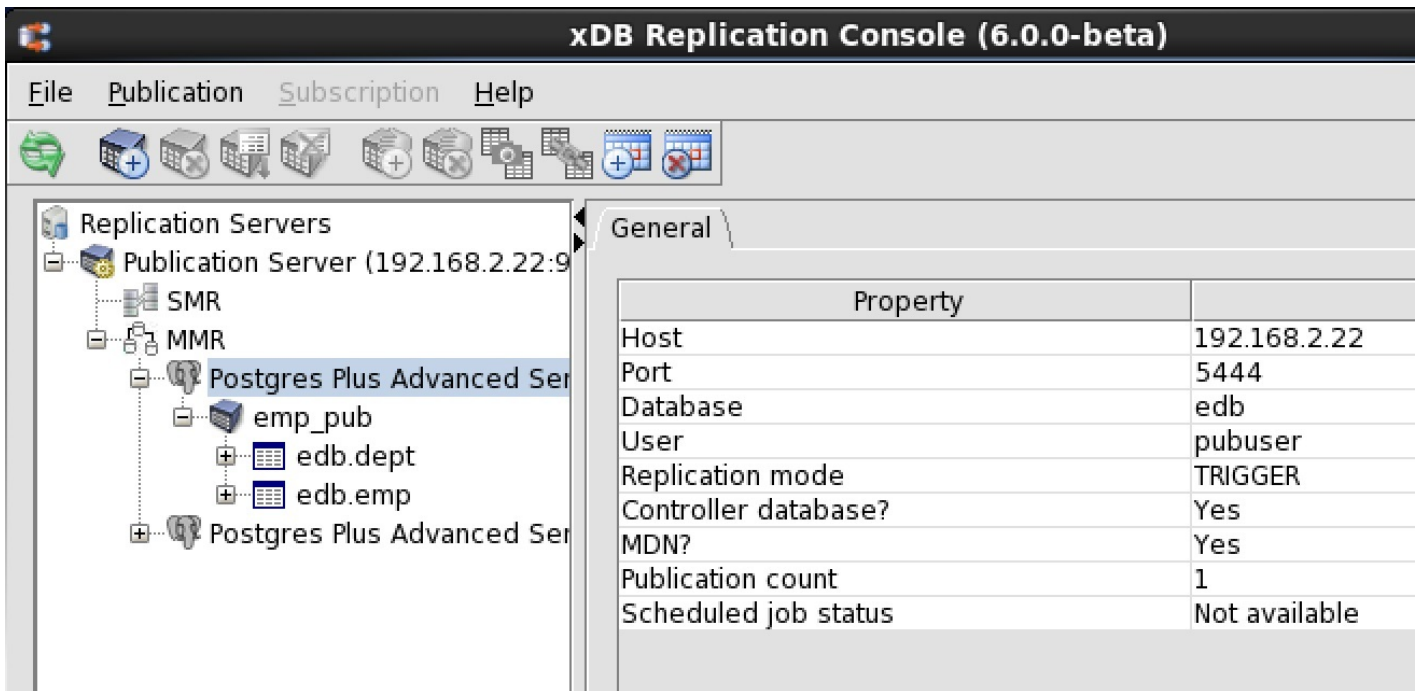 xDB Replication Console (6.0.0-beta)
File Publication Subscription Help
Replication Servers
Publication Server (192.168.2.22:9
SMR
MMR
Postgres Plus Advanced Ser
emp_pub
edb.dept
edb.emp
Postgres Plus Advanced Ser
General
Property
Host 192.168.2.22
Port 5444
Database edb
User pubuser
Replication mode TRIGGER
Controller database? Yes
MDN? Yes
Publication count 1
Scheduled job status Not available